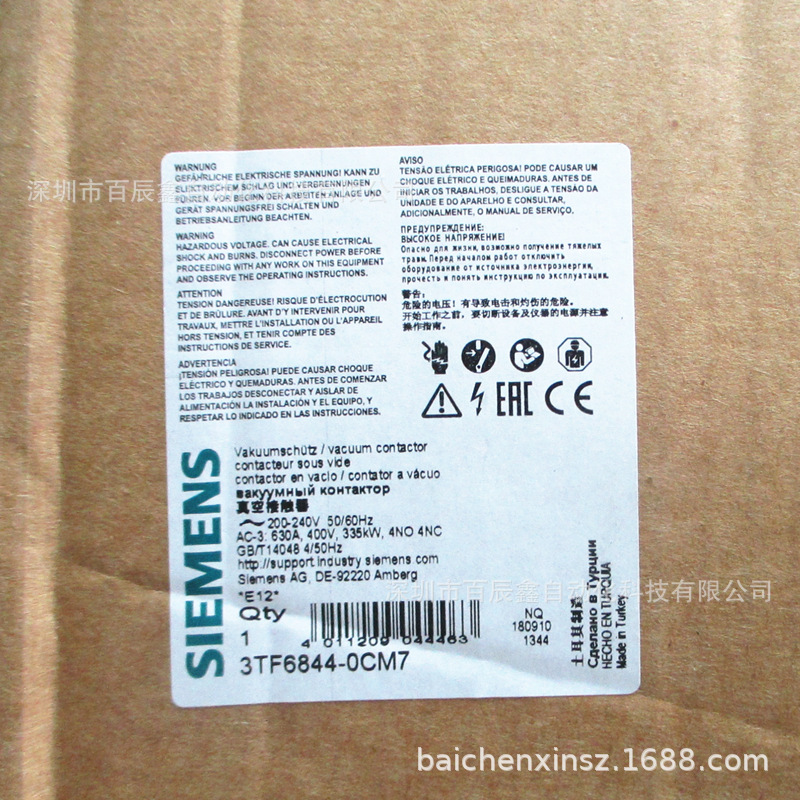 WARNUNG
GEFÄHRLICHE ELEKTRISCHE SPANNUNG! KANN ZU
ELEKTRISCHEM SCHLAG UND VERBRENNUNGEN
FÜHREN. VOR BEGINN DER ARBEITEN ANLAGE UND
GERÄT SPANNUNGSFREI SCHALTEN UND
BETRIEBSANLEITUNG BEACHTEN.
WARNING
HAZARDOUS VOLTAGE. CAN CAUSE ELECTRICAL
SHOCK AND BURNS. DISCONNECT POWER BEFORE
PROCEEDING WITH ANY WORK ON THIS EQUIPMENT
AND OBSERVE THE OPERATING INSTRUCTIONS.
ATTENTION
TENSION DANGEREUSE! RISQUE D'ÉLECTROCUTION
ET DE BRÛLURE. AVANT D'Y INTERVENIR POUR
TRAVAUX, METTRE L'INSTALLATION OU L'APPAREIL
HORS TENSION, ET TENIR COMPTE DES
INSTRUCTIONS DE SERVICE.
ADVERTENCIA
¡TENSIÓN PELIGROSA! PUEDE CAUSAR CHOQUE
ELÉCTRICO Y QUEMADURAS. ANTES DE COMENZAR
LOS TRABAJOS DESCONECTAR Y AISLAR DE
ALIMENTACIÓN LA INSTALACIÓN Y EL EQUIPO, Y
RESPETAR LO INDICADO EN LAS INSTRUCCIONES.
AVISO
TENSÃO ELÉTRICA PERIGOSA! PODE CAUSAR UM
CHOQUE ELÉTRICO E QUEIMADURAS. ANTES DE
INICIAR OS TRABALHOS, DESLIGUE A TENSÃO DA
UNIDADE E DO APARELHO E CONSULTAR,
ADICIONALMENTE, O MANUAL DE SERVIÇO.
ПРЕДУПРЕЖДЕНИЕ:
ВЫСОКОЕ НАПРЯЖЕНИЕ!
Опасно для жизни, возможно получение тяжелых
травм. Перед началом работ отключить
оборудование от источника электроэнергии,
прочесть и понять инструкцию по эксплуатации.
警告:
危险的电压! 有导致电击和灼伤的危险。
开始工作之前, 要切断设备及仪器的电源并注意
操作指南。
EAC CE
SIEMENS
Vakuumschütz / vacuum contactor
contacteur sous vide
contactor en vacío / contator a vácuo
вакуумный контактор
真空接触器
~ 200-240V 50/60Hz
AC-3: 630A, 400V, 335kW, 4NO 4NC
GB/T14048 4/50Hz
http://support industry siemens com
Siemens AG, DE-92220 Amberg
*E12*
Qty
1
4 011209 044463
3TF6844-0CM7
NQ
180910
1344
土耳其制造
Сделано в Турции
HECHO EN TURQUIA
Made in Turkey
深圳市百辰鑫
深圳市百辰鑫自动 科技有限公司
baichenxinsz.1688.com